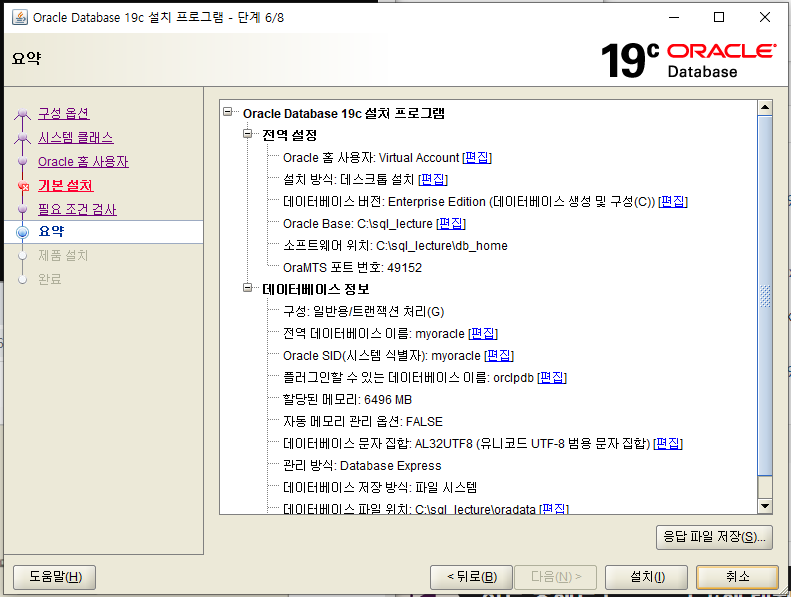 Oracle Database 19c 설치 프로그램 - 단계 6/8
요약
19c ORACLE
Database
구성 옵션
시스템 클래스
Oracle 홈 사용자
기본 설치
필요 조건 검사
요약
제품 설치
완료
Oracle Database 19c 설치 프로그램
전역 설정
Oracle 홈 사용자: Virtual Account [편집]
설치 방식: 데스크톱 설치 [편집]
데이터베이스 버전: Enterprise Edition (데이터베이스 생성 및 구성(C)) [편집]
Oracle Base: C:\sql_lecture [편집]
소프트웨어 위치: C:\sql_lecture\db_home
OraMTS 포트 번호: 49152
데이터베이스 정보
구성: 일반용/트랜잭션 처리(G)
전역 데이터베이스 이름: myoracle [편집]
Oracle SID(시스템 식별자): myoracle [편집]
플러그인할 수 있는 데이터베이스 이름: orclpdb [편집]
할당된 메모리: 6496 MB
자동 메모리 관리 옵션: FALSE
데이터베이스 문자 집합: AL32UTF8 (유니코드 UTF-8 범용 문자 집합) [편집]
관리 방식: Database Express
데이터베이스 저장 방식: 파일 시스템
데이터베이스 파일 위치: C:\sql_lecture\oradata [편집]
응답 파일 저장(S)...
도움말(H)
< 뒤로(B)
다음(N) >
설치(I)
취소